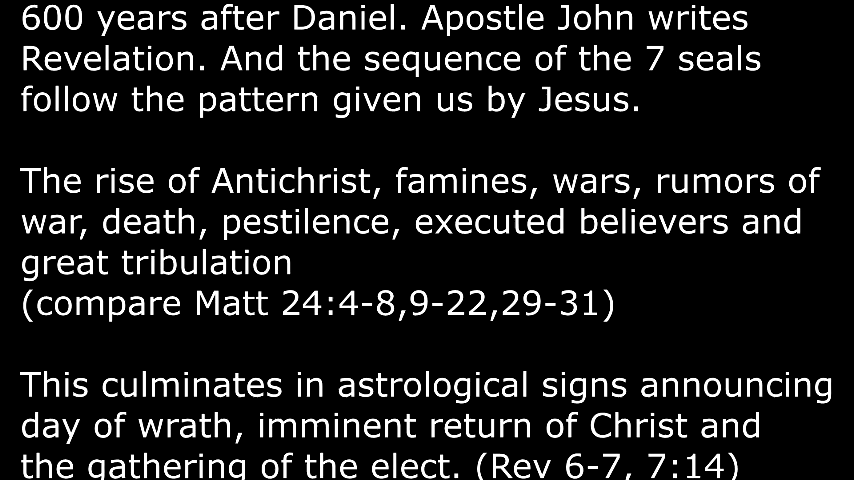 600 years after Daniel. Apostle John writes
Revelation. And the sequence of the 7 seals
follow the pattern given us by Jesus.
The rise of Antichrist, famines, wars, rumors of
war, death, pestilence, executed believers and
great tribulation
(compare Matt 24:4-8,9-22,29-31)
This culminates in astrological signs announcing
day of wrath, imminent return of Christ and
the gathering of the elect. (Rev 6-7, 7:14)